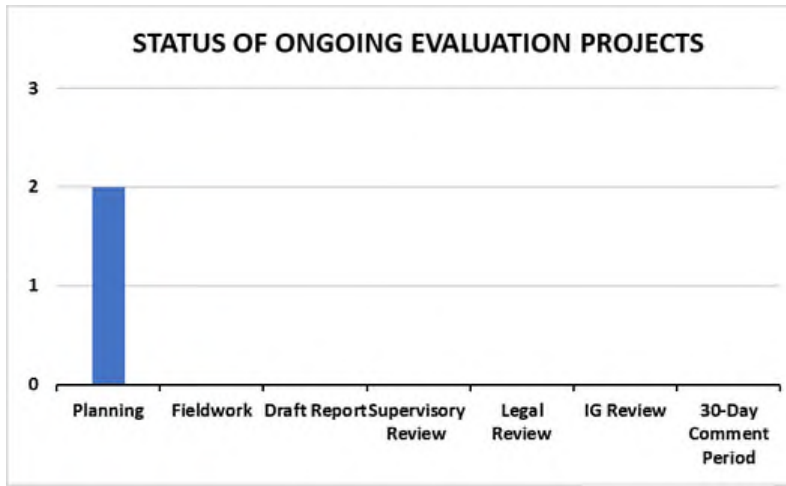 STATUS OF ONGOING EVALUATION PROJECTS
3
2
1
0
Planning Fieldwork Draft Report Supervisory Review Legal Review IG Review 30-Day Comment Period